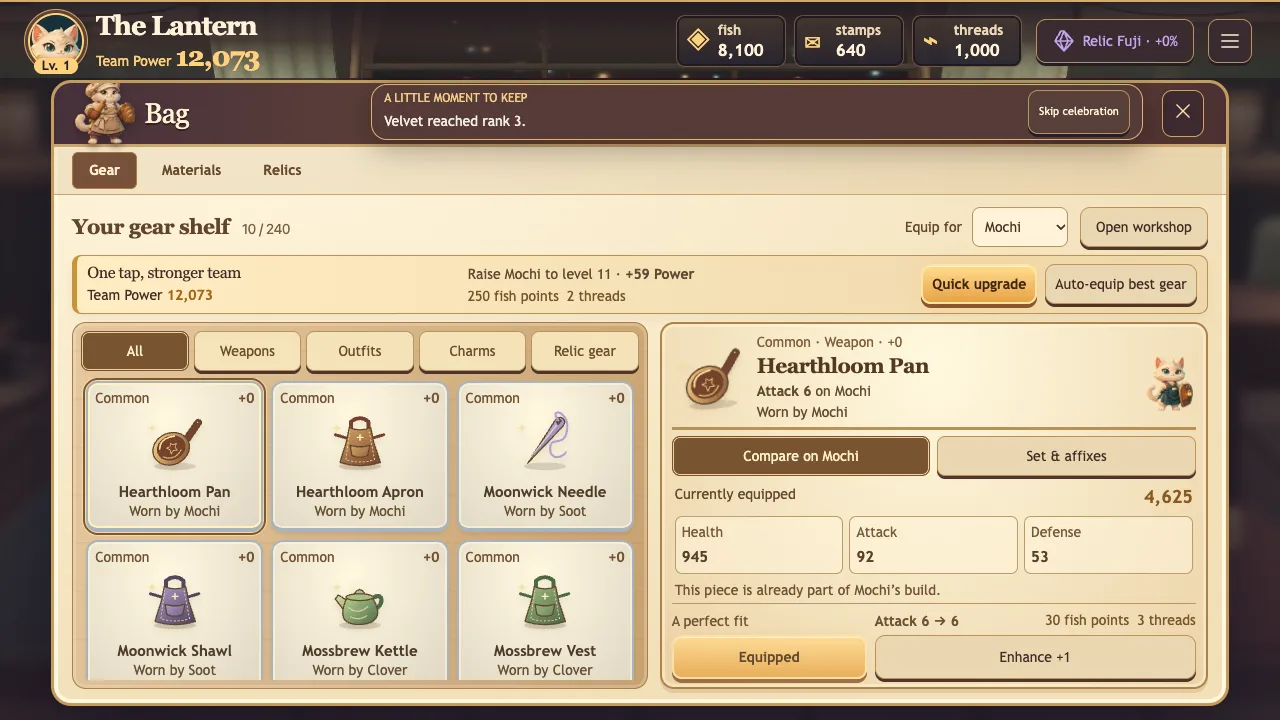 The Lantern
Lv. 1
Team Power 12,073
fish
8,100
stamps
640
threads
1,000
Relic Fuji · +0%
Bag
A LITTLE MOMENT TO KEEP
Velvet reached rank 3.
Skip celebration
Gear
Materials
Relics
Your gear shelf 10 / 240
Equip for
Mochi
Open workshop
One tap, stronger team
Team Power 12,073
Raise Mochi to level 11 · +59 Power
250 fish points 2 threads
Quick upgrade
Auto-equip best gear
All
Weapons
Outfits
Charms
Relic gear
Common +0
Hearthloom Pan
Worn by Mochi
Common +0
Hearthloom Apron
Worn by Mochi
Common +0
Moonwick Needle
Worn by Soot
Common +0
Moonwick Shawl
Worn by Soot
Common +0
Mossbrew Kettle
Worn by Clover
Common +0
Mossbrew Vest
Worn by Clover
Common · Weapon · +0
Hearthloom Pan
Attack 6 on Mochi
Worn by Mochi
Compare on Mochi
Set & affixes
Currently equipped
4,625
Health
945
Attack
92
Defense
53
This piece is already part of Mochi's build.
A perfect fit
Attack 6 → 6
30 fish points 3 threads
Equipped
Enhance +1